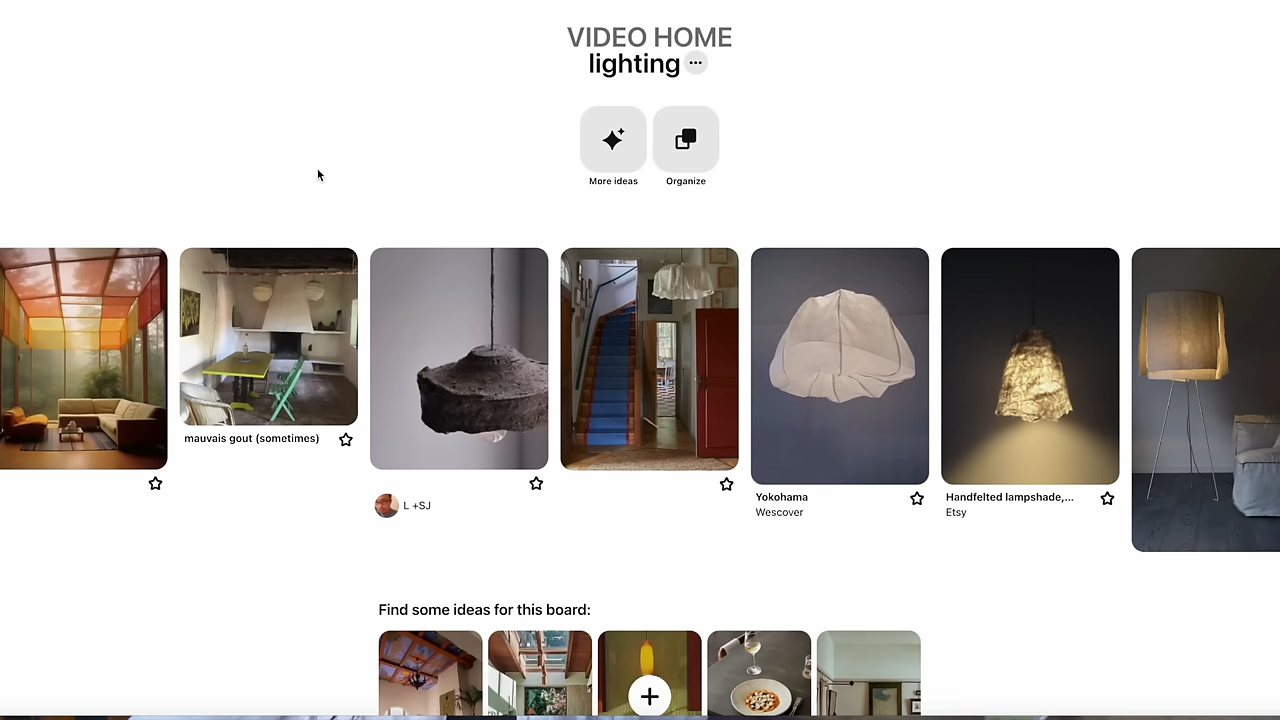 VIDEO HOME
lighting
More ideas
Organize
mauvais gout (sometimes)
L +SJ
Yokohama
Wescover
Handfelted lampshade,...
Etsy
Find some ideas for this board: